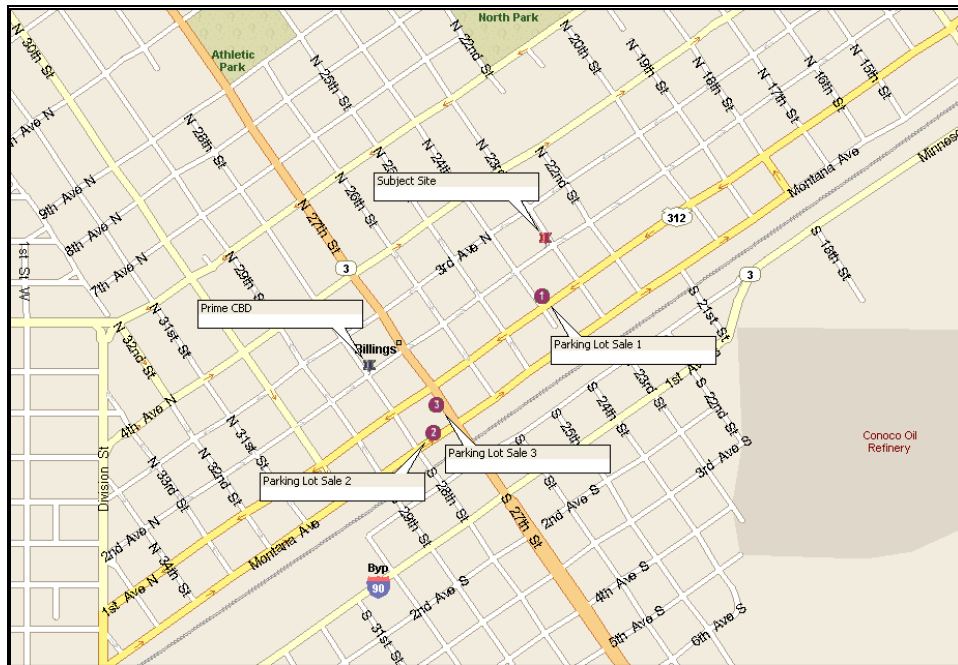 North Park
Athletic
Park
N 30th St
N 22nd St
N 20th St
N 19th St
N 18th St
N 17th St
N 16th St
N 15th St
N 25th St
N 28th St
9th Ave N
8th Ave N
7th Ave N
1st St W
N 27th St
N 26th St
N 24th St
N 22nd St
Subject Site
312
Montana Ave
3rd Ave N
3
N 29th St
S 18th St
3
Prime CBD
N 31st St
N 32nd St
Billings
1
Parking Lot Sale 1
S 21st St
1st Ave
4th Ave N
Division St
N 31st St
N 32nd St
N 33rd St
N 34th St
3
2
Parking Lot Sale 3
Parking Lot Sale 2
S 23rd St
S 22nd St
S 24th St
3rd Ave S
Conoco Oil
Refinery
S 28th St
S 29th St
S 27th St
2nd Ave S
2nd Ave N
Montana Ave
1st Ave N
Byp
90
2nd Ave S
S 31st St
4th Ave S
5th Ave S
6th Ave S